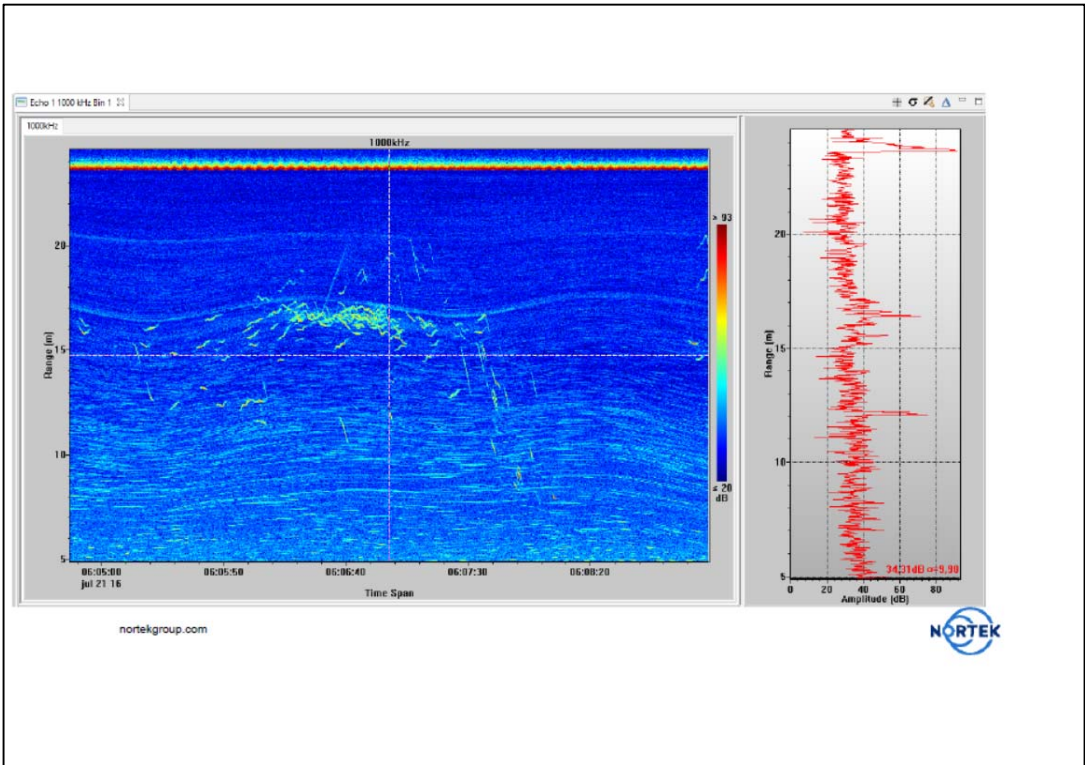 Echo 1 1000 kHz Bin 1
1000kHz
1000kHz
> 93
20
15
10
5
Range (m)
≤ 20
dB
06:05:00
06:05:50
06:06:40
06:07:30
06:08:20
jul 21 16
Time Span
20
15
10
5
Range (m)
0
20
40
60
80
34,31dB σ=9,90
Amplitude (dB)
nortekgroup.com
NORTEK